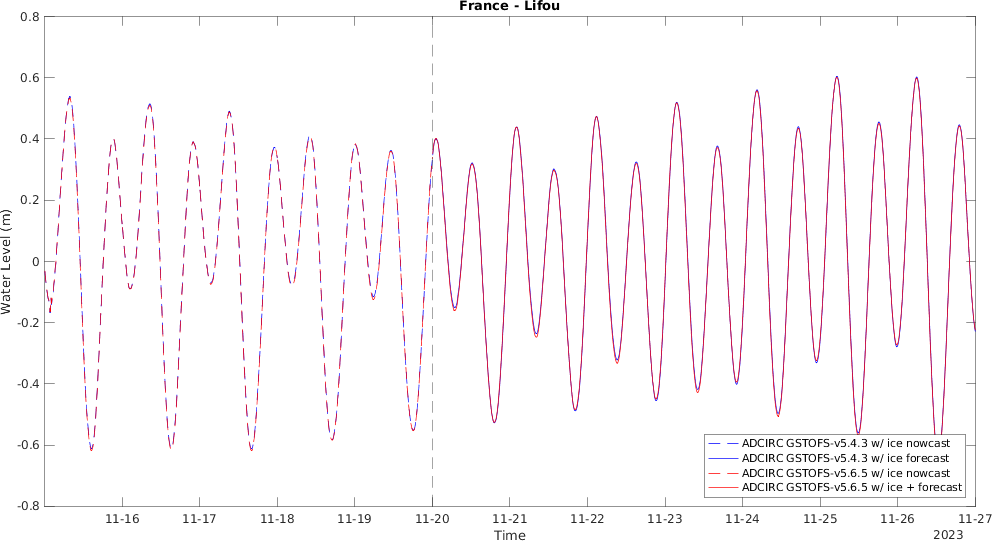 France - Lifou
0.8
0.6
0.4
0.2
0
-0.2
-0.4
-0.6
-0.8
Water Level (m)
11-16 11-17 11-18 11-19 11-20 11-21 11-22 11-23 11-24 11-25 11-26 11-27
Time
2023
ADCIRC GSTOFS-v5.4.3 w/ ice nowcast
ADCIRC GSTOFS-v5.4.3 w/ ice forecast
ADCIRC GSTOFS-v5.6.5 w/ ice nowcast
ADCIRC GSTOFS-v5.6.5 w/ ice + forecast